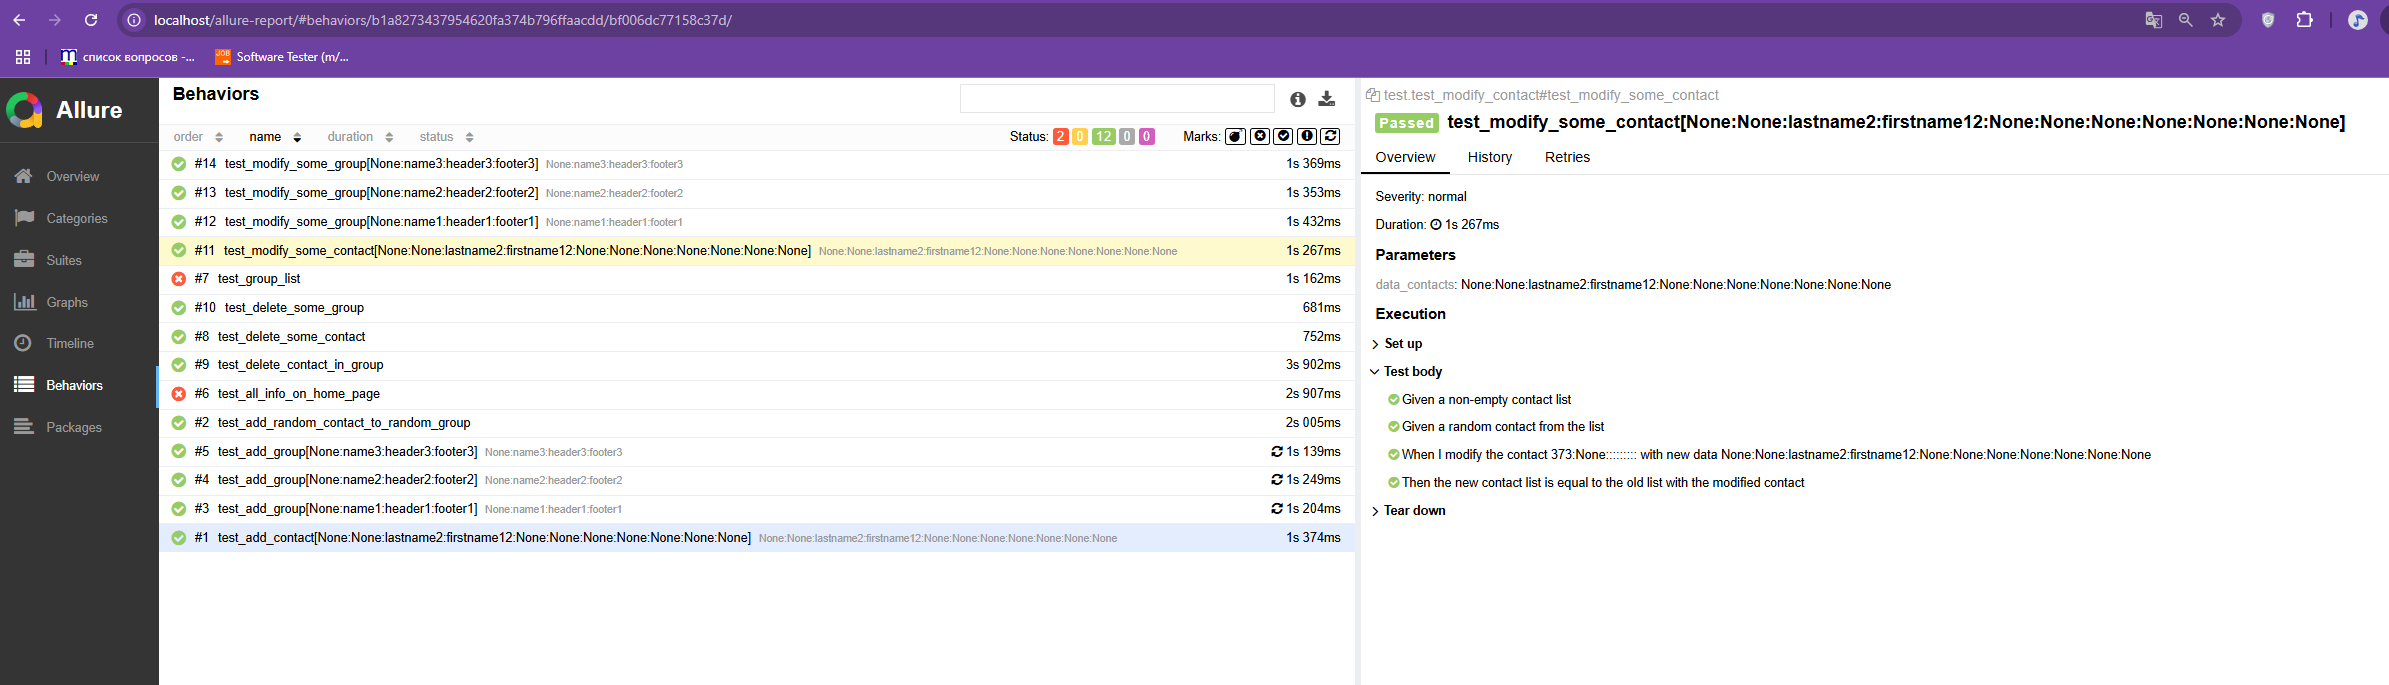 localhost/allure-report/#behaviors/b1a8273437954620fa374b796ffaacdd/bf006dc77158c37d/
список вопросов -...
Software Tester (m/...
Allure
Overview
Categories
Suites
Graphs
Timeline
Behaviors
Packages
Behaviors
order name duration status
Status: 2 0 12 0 0 Marks:
#14 test_modify_some_group[None:name3:header3:footer3] None:name3:header3:footer3 1s 369ms
#13 test_modify_some_group[None:name2:header2:footer2] None:name2:header2:footer2 1s 353ms
#12 test_modify_some_group[None:name1:header1:footer1] None:name1:header1:footer1 1s 432ms
#11 test_modify_some_contact[None:None:lastname2:firstname12:None:None:None:None:None:None:None] None:None:lastname2:firstname12:None:None:None:None:None:None:None 1s 267ms
#7 test_group_list 1s 162ms
#10 test_delete_some_group 681ms
#8 test_delete_some_contact 752ms
#9 test_delete_contact_in_group 3s 902ms
#6 test_all_info_on_home_page 2s 907ms
#2 test_add_random_contact_to_random_group 2s 005ms
#5 test_add_group[None:name3:header3:footer3] None:name3:header3:footer3 1s 139ms
#4 test_add_group[None:name2:header2:footer2] None:name2:header2:footer2 1s 249ms
#3 test_add_group[None:name1:header1:footer1] None:name1:header1:footer1 1s 204ms
#1 test_add_contact[None:None:lastname2:firstname12:None:None:None:None:None:None:None] None:None:lastname2:firstname12:None:None:None:None:None:None:None 1s 374ms
test.test_modify_contact#test_modify_some_contact
Passed test_modify_some_contact[None:None:lastname2:firstname12:None:None:None:None:None:None:None]
Overview History Retries
Severity: normal
Duration: 1s 267ms
Parameters
data_contacts: None:None:lastname2:firstname12:None:None:None:None:None:None:None
Execution
Set up
Test body
Given a non-empty contact list
Given a random contact from the list
When I modify the contact 373:None::::::::: with new data None:None:lastname2:firstname12:None:None:None:None:None:None:None
Then the new contact list is equal to the old list with the modified contact
Tear down